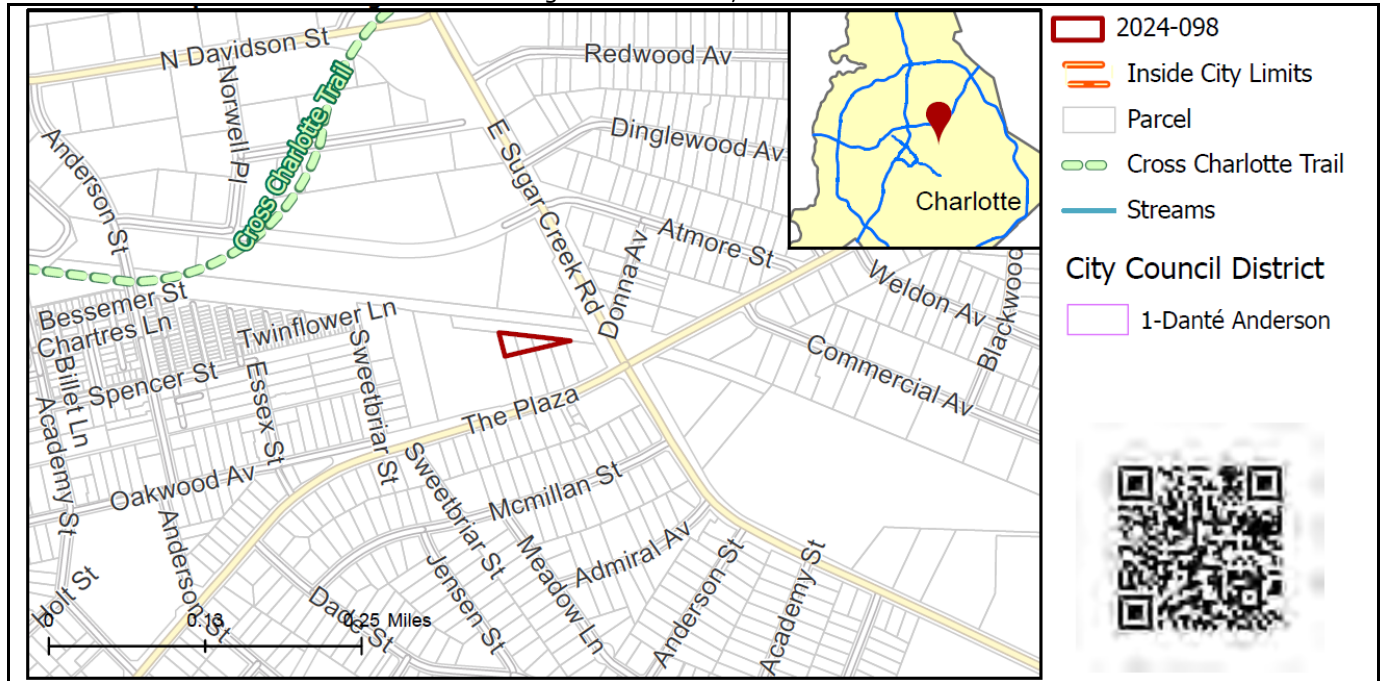 N Davidson St
Norwell Pl
Cross Charlotte Trail
Redwood Av
Dinglewood Av
E Sugar Creek Rd
Anderson St
Atmore St
Donna Av
Weldon Av
Blackwood
Commercial Av
Bessemer St
Chartres Ln
Twinflower Ln
Billet Ln
Spencer St
Essex St
Sweetbriar St
Academy St
The Plaza
Oakwood Av
Sweetbriar St
Mcmillan St
Anderson St
Meadow Ln
Admiral Av
Jensen St
Anderson St
Academy St
Holt St
Dade St
0
0.13
0.25 Miles
Charlotte
2024-098
Inside City Limits
Parcel
Cross Charlotte Trail
Streams
City Council District
1-Danté Anderson